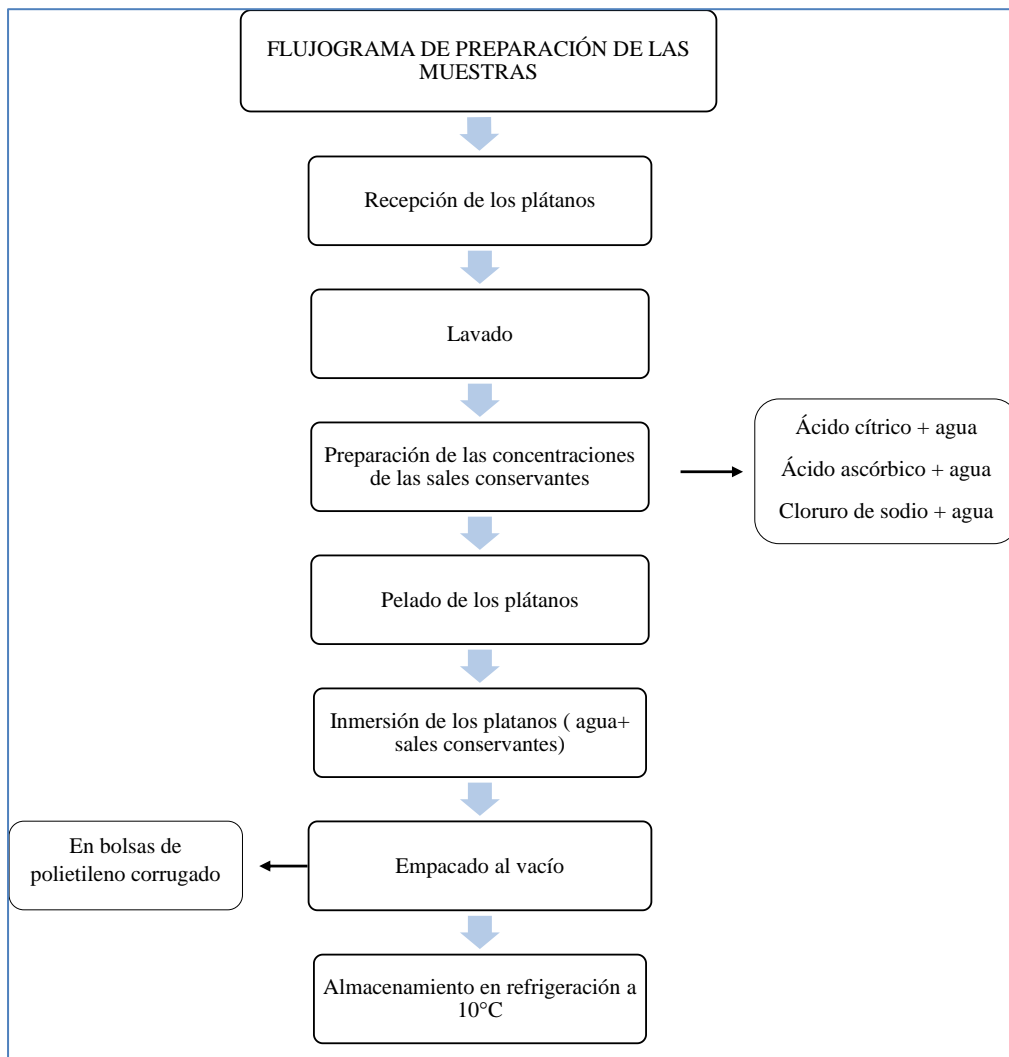 FLUJOGRAMA DE PREPARACIÓN DE LAS
MUESTRAS
Recepción de los plátanos
Lavado
Preparación de las concentraciones
de las sales conservantes
Ácido cítrico + agua
Ácido ascórbico + agua
Cloruro de sodio + agua
Pelado de los plátanos
Inmersión de los platanos ( agua+
sales conservantes)
Empacado al vacío
En bolsas de
polietileno corrugado
Almacenamiento en refrigeración a
10°C